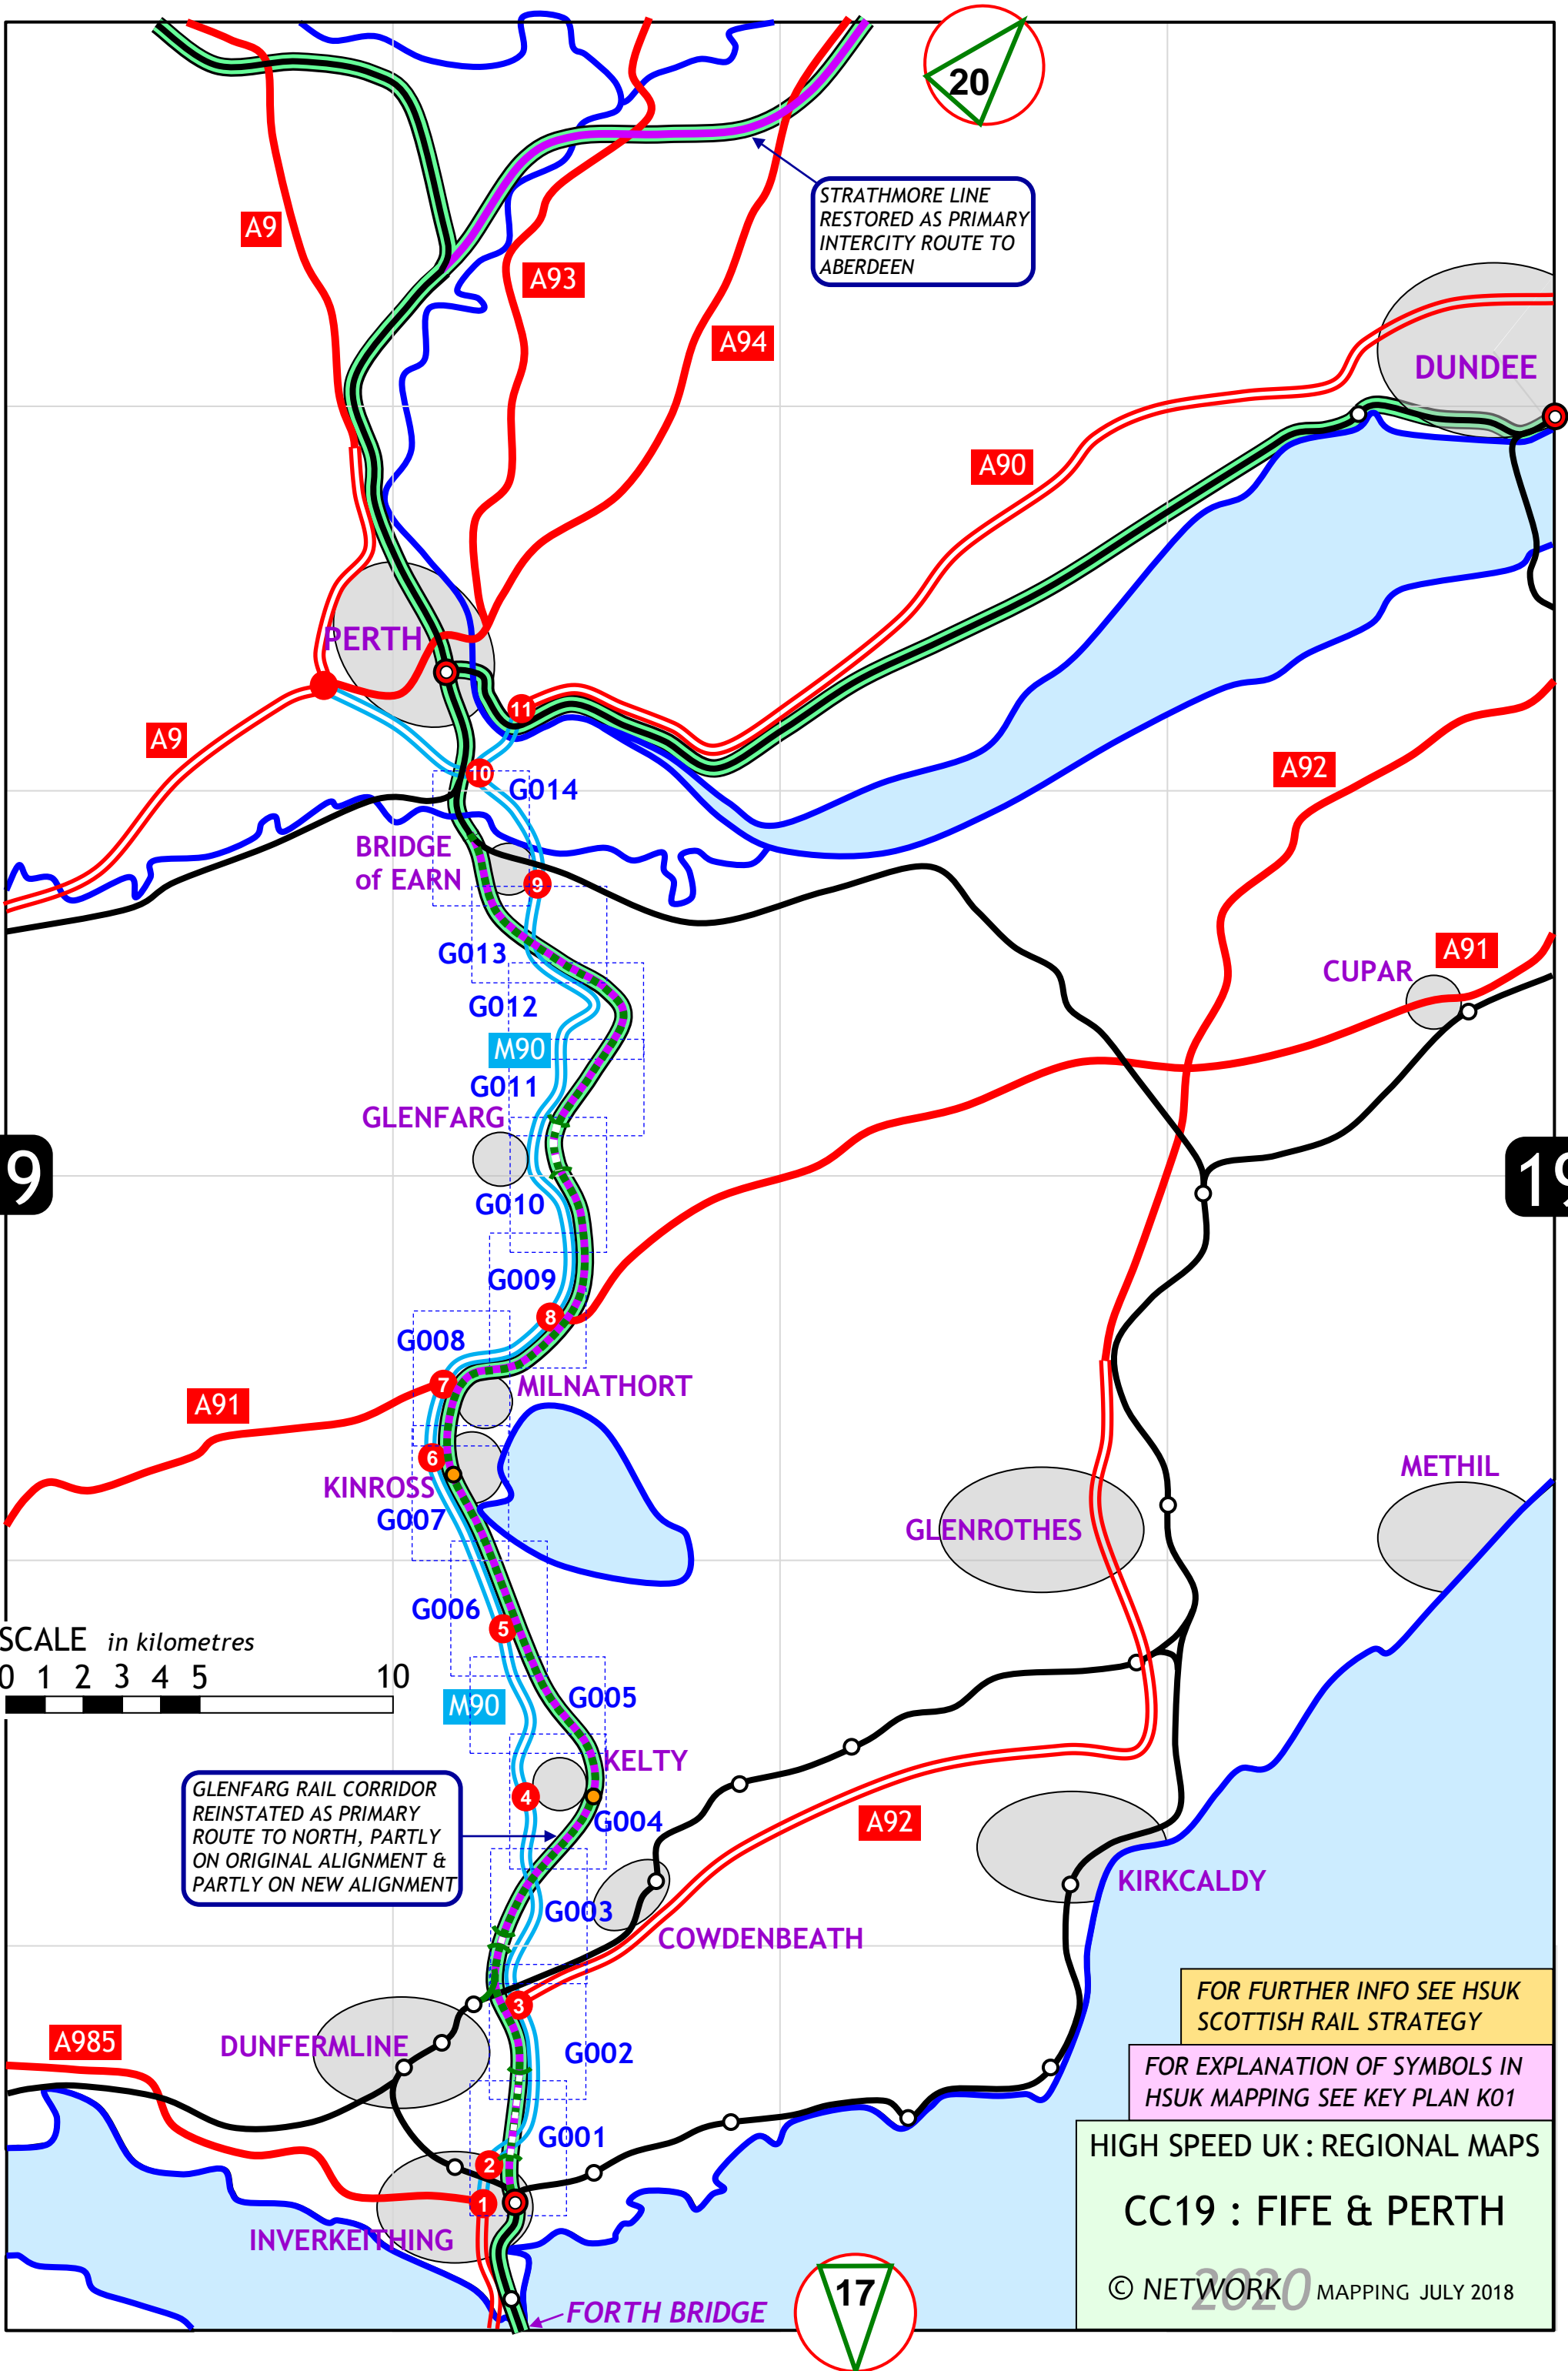 20
STRATHMORE LINE
RESTORED AS PRIMARY
INTERCITY ROUTE TO
ABERDEEN
A9
A93
A94
DUNDEE
A90
PERTH
11
A9
10
G014
A92
BRIDGE
of EARN
9
G013
A91
CUPAR
G012
M90
G011
GLENFARG
9
19
G010
G009
8
G008
7
MILNATHORT
A91
6
KINROSS
METHIL
G007
GLENROTHES
G006
5
SCALE in kilometres
0 1 2 3 4 5 10
M90
G005
KELTY
GLENFARG RAIL CORRIDOR
REINSTATED AS PRIMARY
ROUTE TO NORTH, PARTLY
ON ORIGINAL ALIGNMENT &
PARTLY ON NEW ALIGNMENT
4
G004
A92
KIRKCALDY
G003
COWDENBEATH
FOR FURTHER INFO SEE HSUK
SCOTTISH RAIL STRATEGY
3
A985
DUNFERMLINE
G002
FOR EXPLANATION OF SYMBOLS IN
HSUK MAPPING SEE KEY PLAN K01
G001
HIGH SPEED UK : REGIONAL MAPS
2
1
CC19 : FIFE & PERTH
INVERKEITHING
© NETWORK 2020 MAPPING JULY 2018
17
FORTH BRIDGE